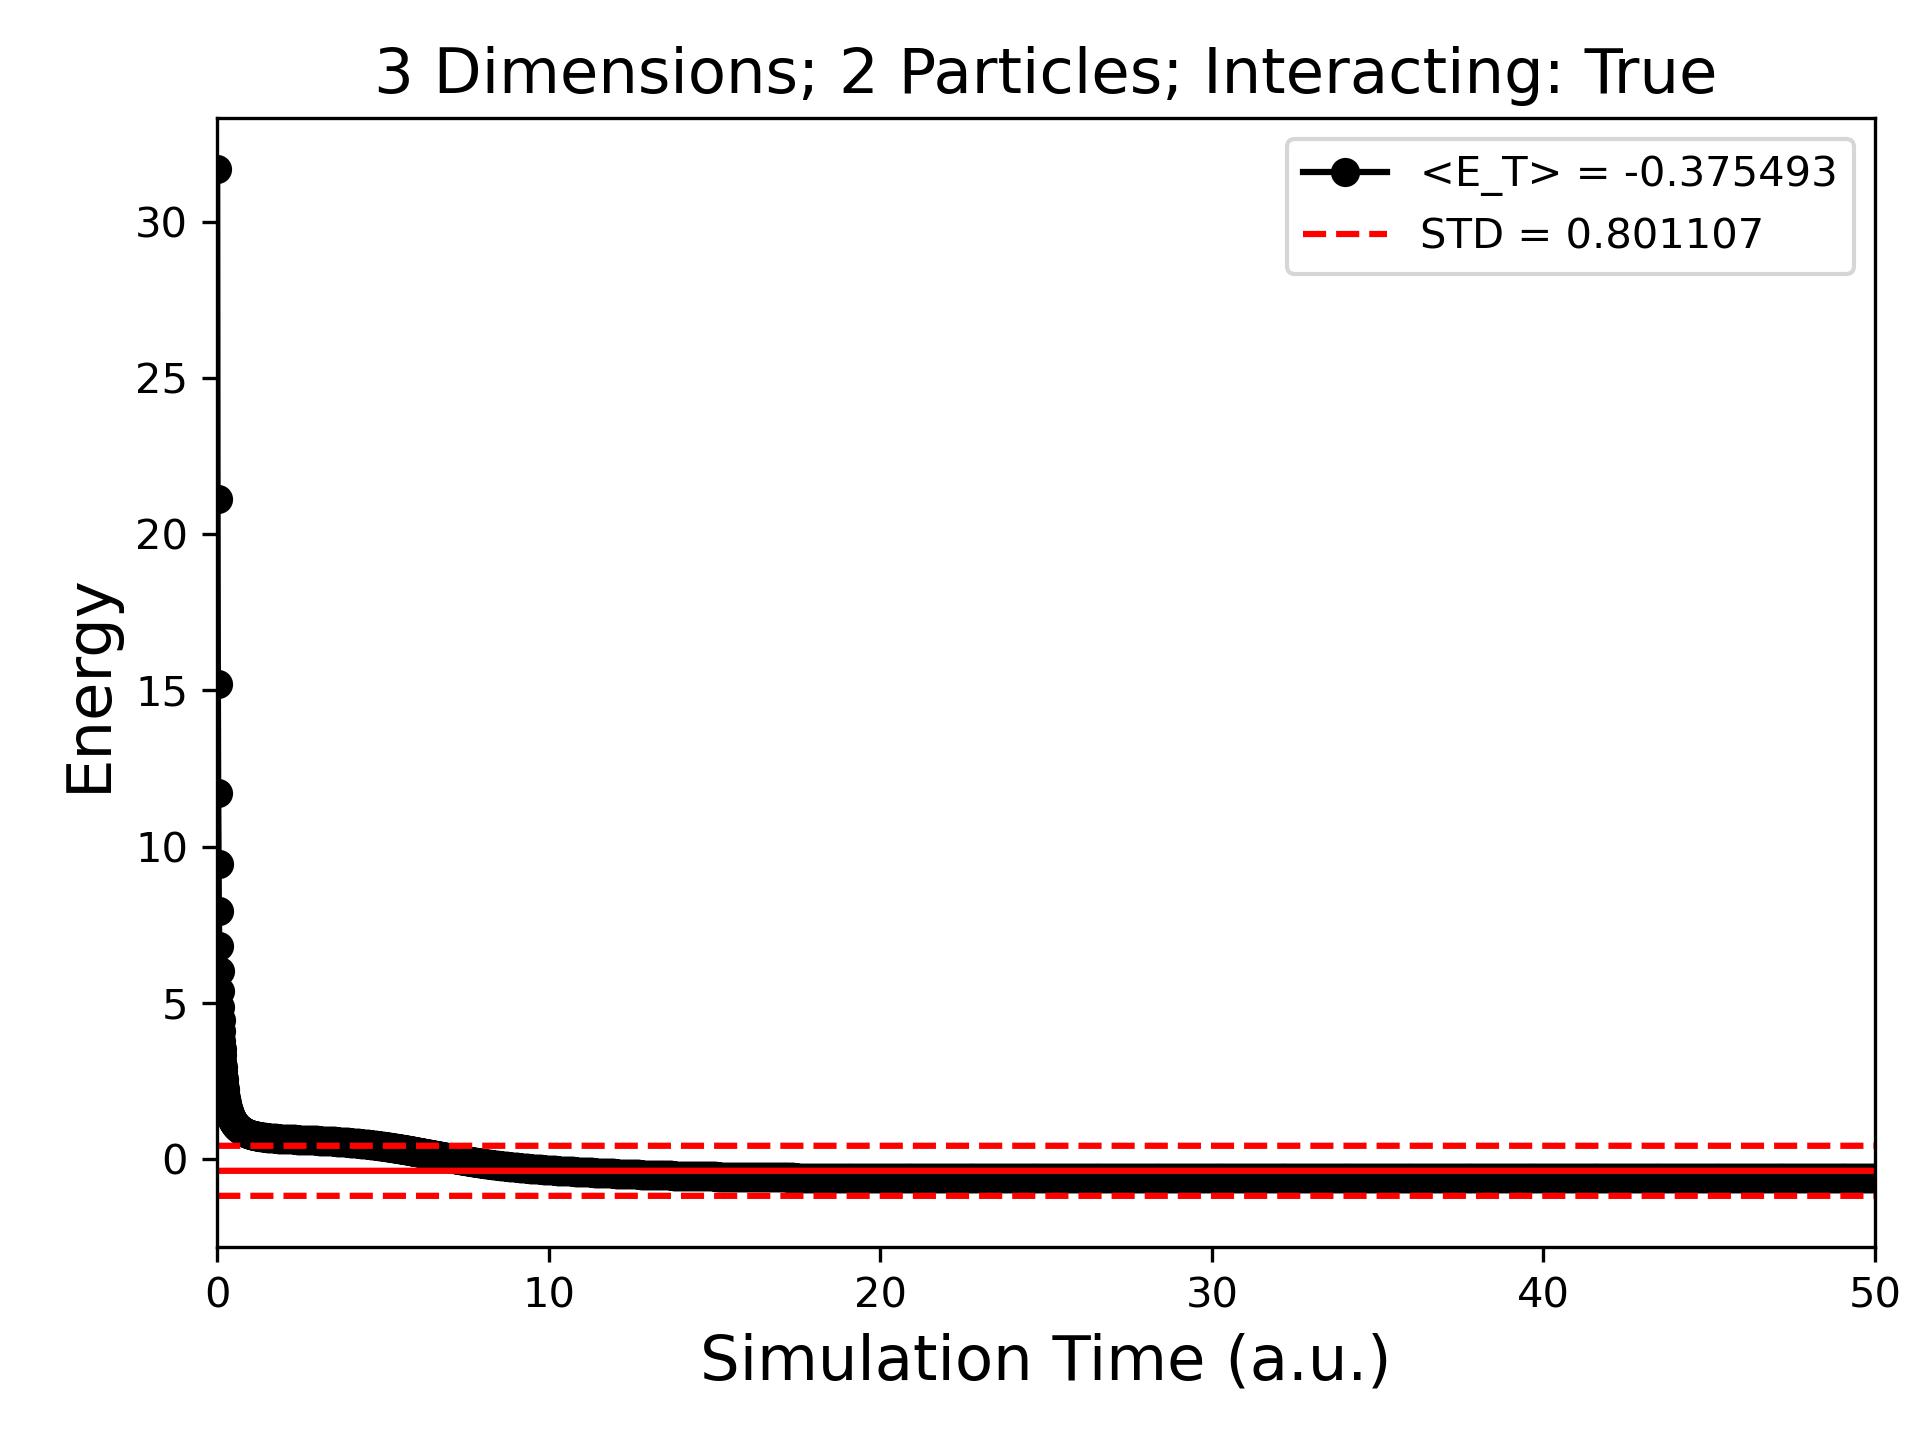 3 Dimensions; 2 Particles; Interacting: True
<E_T> = -0.375493
STD = 0.801107
30
25
20
15
10
5
0
Energy
0 10 20 30 40 50
Simulation Time (a.u.)